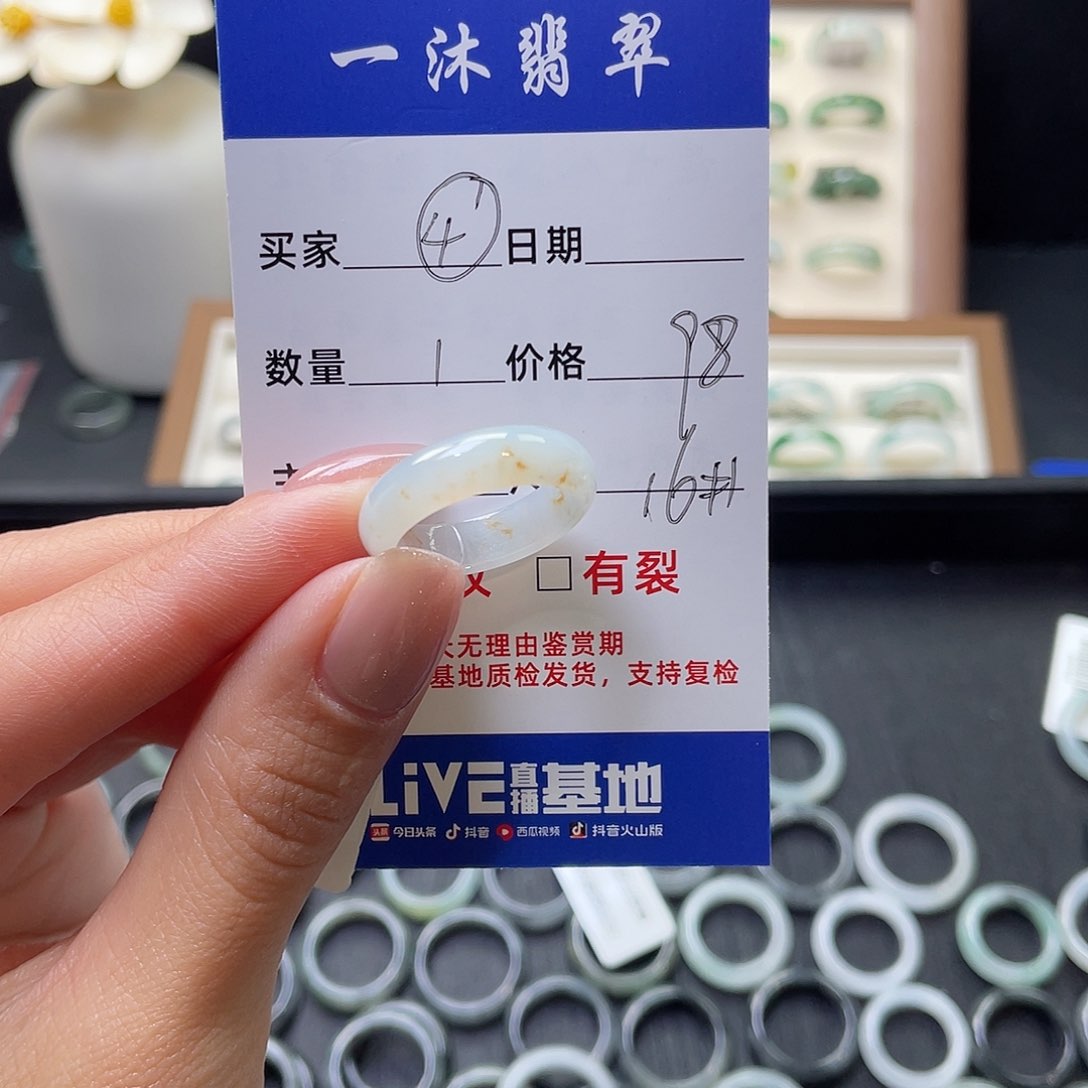 一沐翡翠
买家 4 日期
数量 1 价格 98
16#
☐有裂
无理由鉴赏期
基地质检发货，支持复检
LiVE直播基地
头条 今日头条 抖音 西瓜视频 抖音火山版